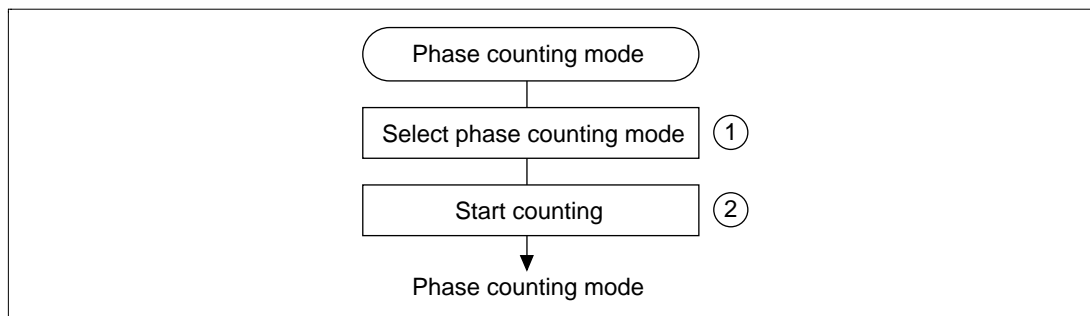 Phase counting mode
Select phase counting mode 1
Start counting 2
Phase counting mode